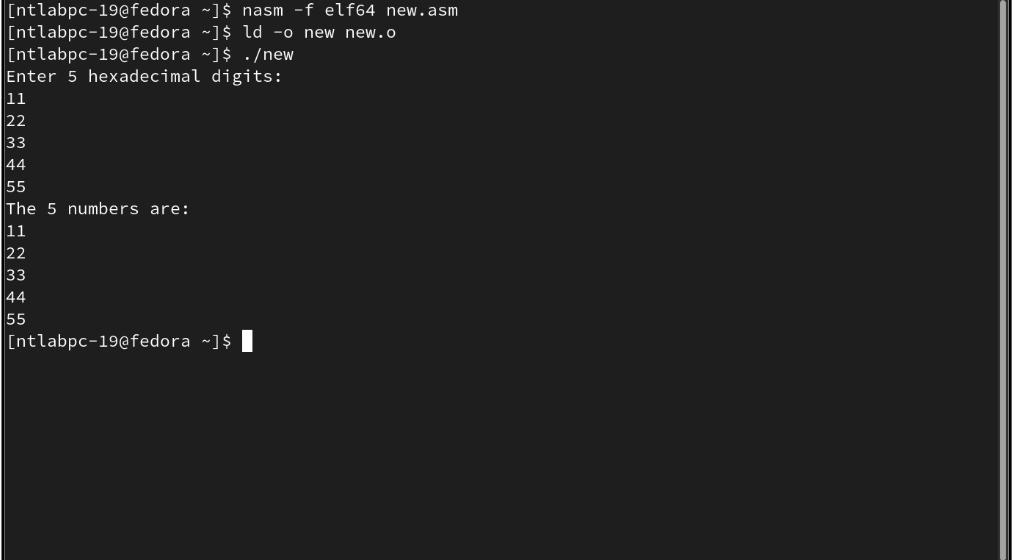 [ntlabpc-19@fedora ~]$ nasm -f elf64 new.asm
[ntlabpc-19@fedora ~]$ ld -o new new.o
[ntlabpc-19@fedora ~]$ ./new
Enter 5 hexadecimal digits:
11
22
33
44
55
The 5 numbers are:
11
22
33
44
55
[ntlabpc-19@fedora ~]$